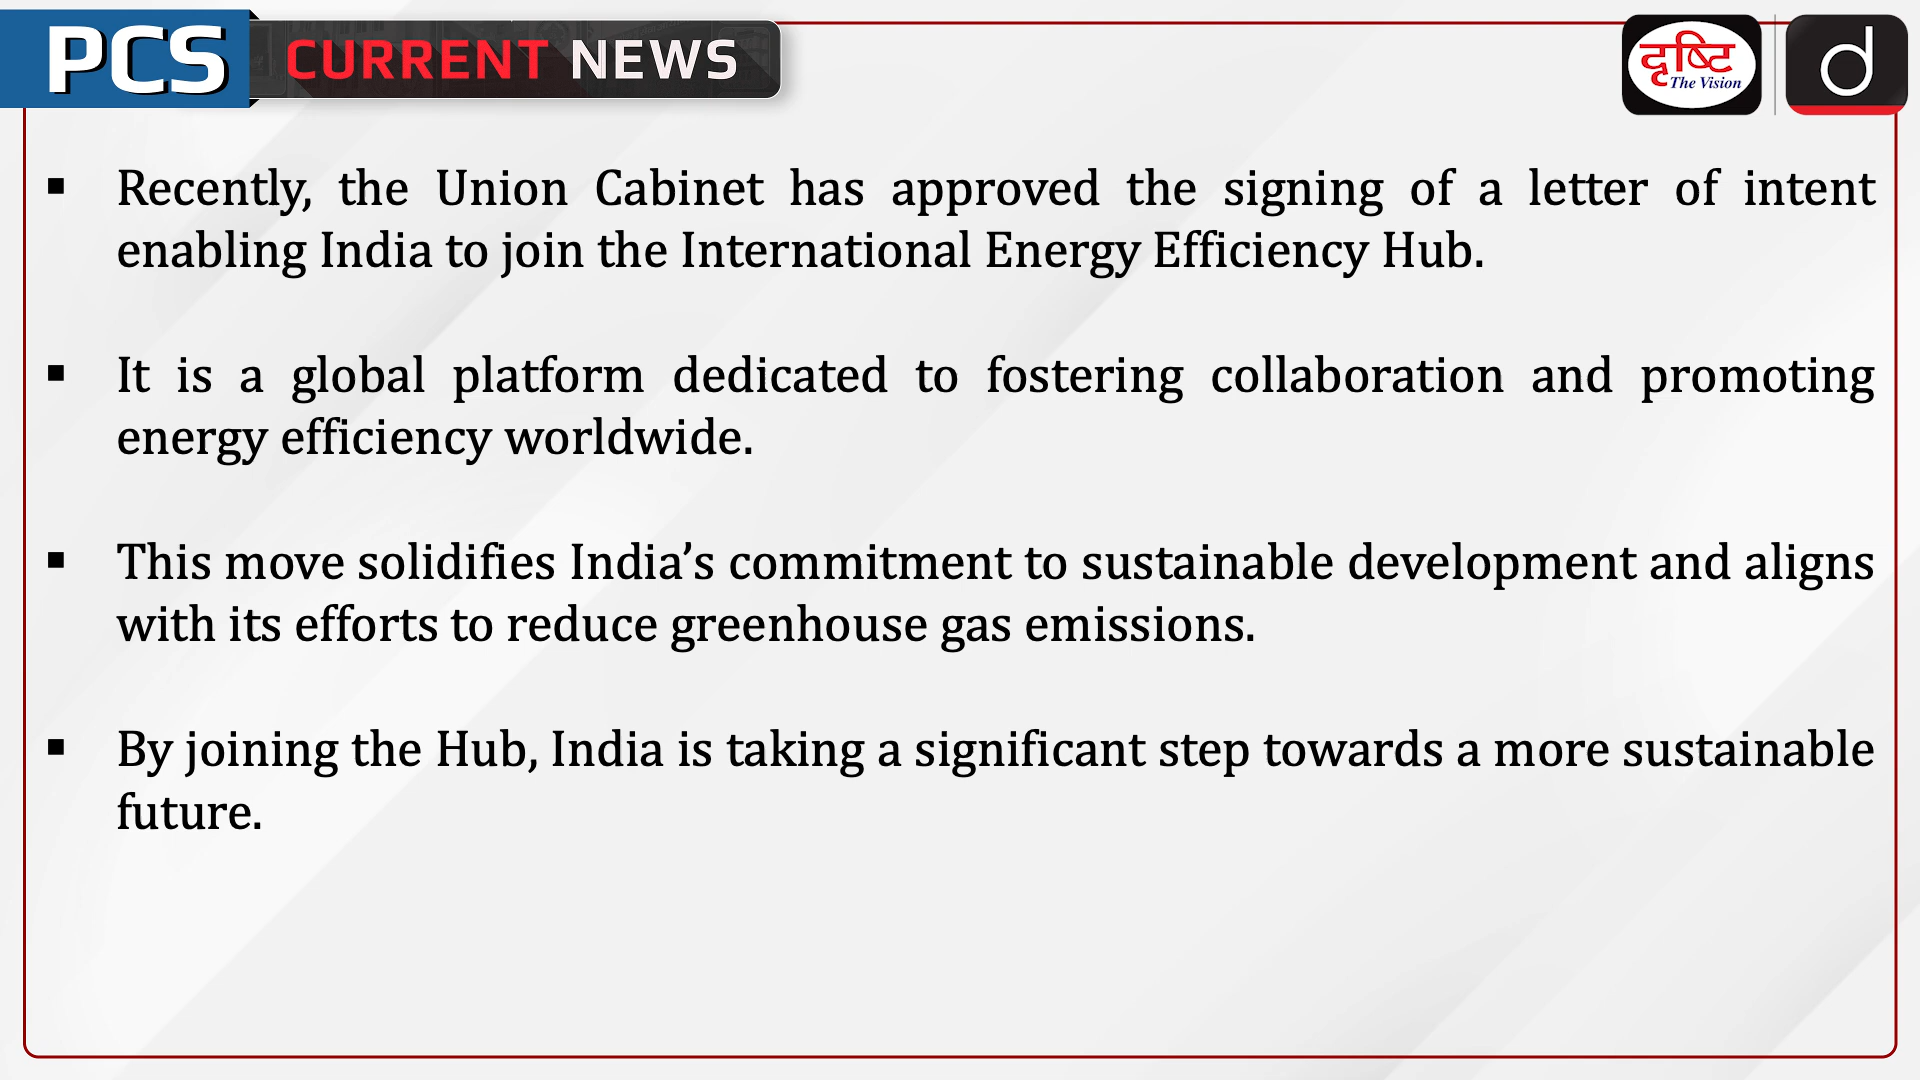 PCS CURRENT NEWS
दृष्टि
The Vision
d
▪ Recently, the Union Cabinet has approved the signing of a letter of intent
enabling India to join the International Energy Efficiency Hub.
▪ It is a global platform dedicated to fostering collaboration and promoting
energy efficiency worldwide.
▪ This move solidifies India’s commitment to sustainable development and aligns
with its efforts to reduce greenhouse gas emissions.
▪ By joining the Hub, India is taking a significant step towards a more sustainable
future.